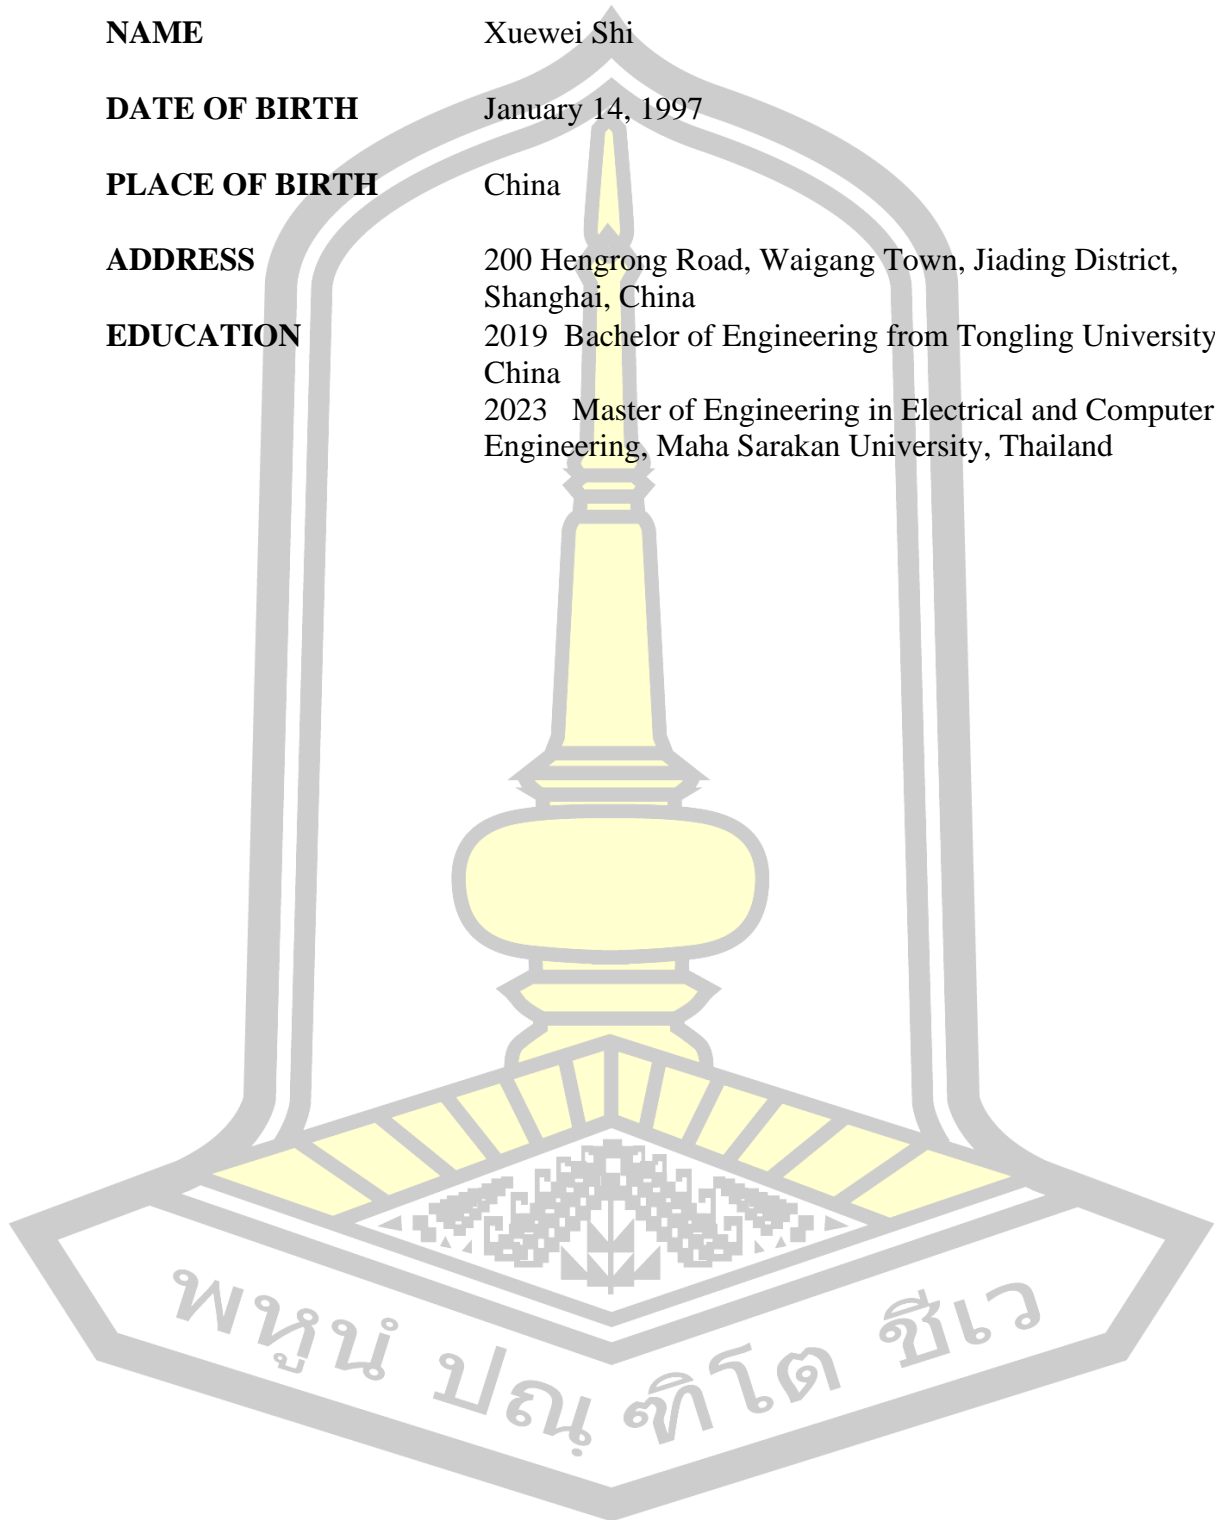 NAME Xuewei Shi
DATE OF BIRTH January 14, 1997
PLACE OF BIRTH China
ADDRESS 200 Hengrong Road, Waigang Town, Jiading District,
Shanghai, China
EDUCATION 2019 Bachelor of Engineering from Tongling University
China
2023 Master of Engineering in Electrical and Computer
Engineering, Maha Sarakan University, Thailand
พหูนํ ปณฺฑิโต ชีเว